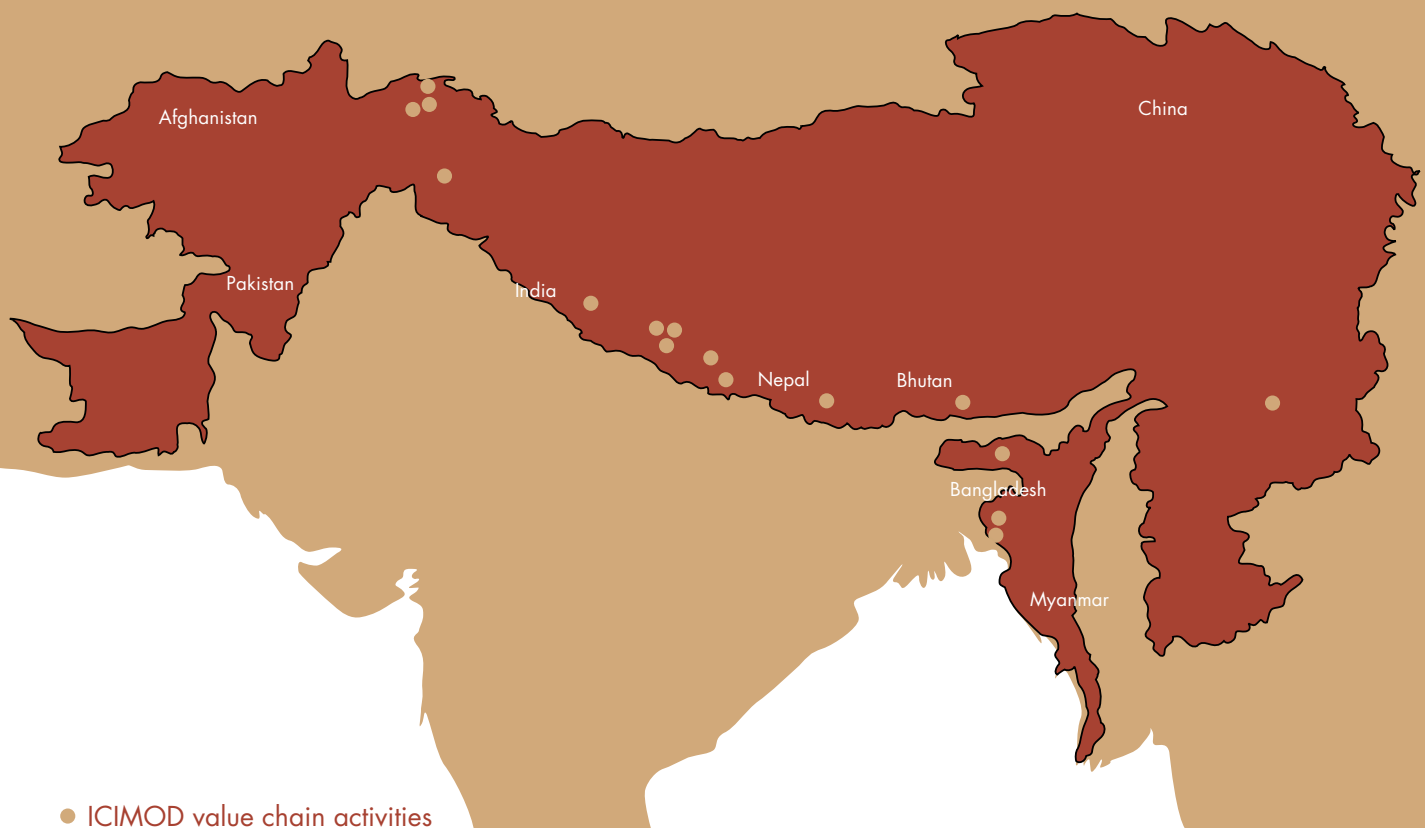 China
Afghanistan
Pakistan
India
Nepal
Bhutan
Bangladesh
Myanmar
ICIMOD value chain activities